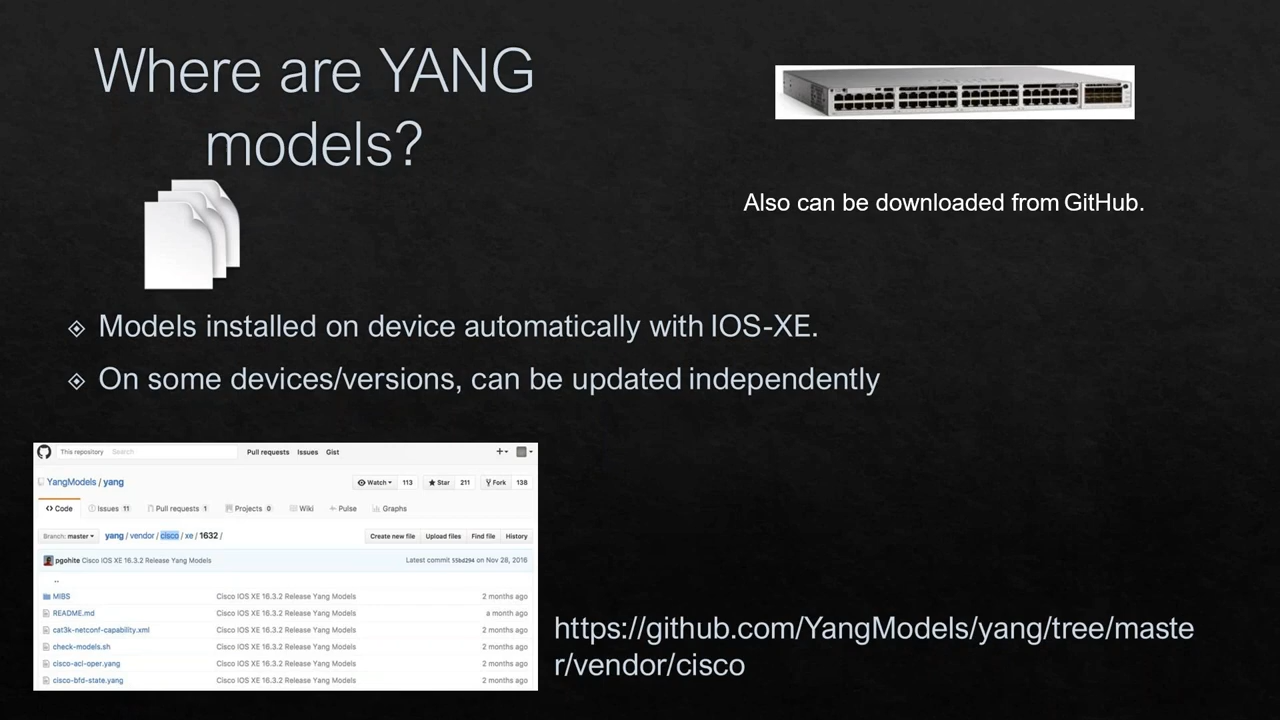 Where are YANG
models?
Also can be downloaded from GitHub.
Models installed on device automatically with IOS-XE.
On some devices/versions, can be updated independently
This repository Search Pull requests Issues Gist
YangModels / yang Watch 113 Star 211 Fork 138
Code Issues 11 Pull requests 1 Projects 0 Wiki Pulse Graphs
Branch: master yang / vendor / cisco / xe / 1632 / Create new file Upload files Find file History
pgohite Cisco IOS XE 16.3.2 Release Yang Models Latest commit 55bd294 on Nov 28, 2016
..
MIBS Cisco IOS XE 16.3.2 Release Yang Models 2 months ago
README.md Cisco IOS XE 16.3.2 Release Yang Models a month ago
cat3k-netconf-capability.xml Cisco IOS XE 16.3.2 Release Yang Models 2 months ago
check-models.sh Cisco IOS XE 16.3.2 Release Yang Models 2 months ago
cisco-acl-oper.yang Cisco IOS XE 16.3.2 Release Yang Models 2 months ago
cisco-bfd-state.yang Cisco IOS XE 16.3.2 Release Yang Models 2 months ago
https://github.com/YangModels/yang/tree/maste
r/vendor/cisco